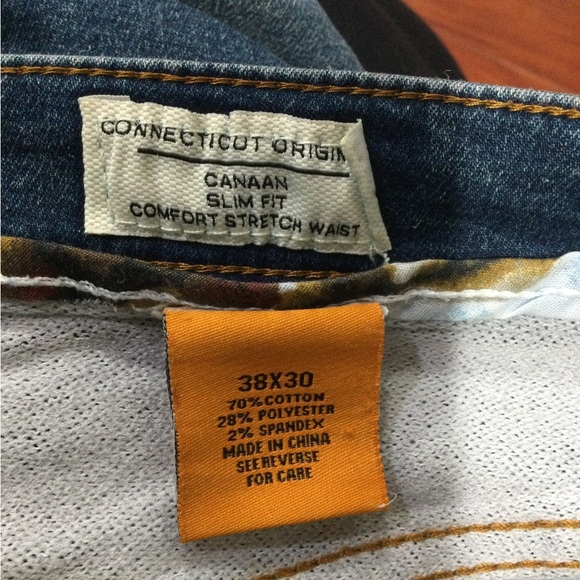 CONNECTICUT ORIGIN
CANAAN
SLIM FIT
COMFORT STRETCH WAIST
38X30
70% COTTON
28% POLYESTER
2% SPANDEX
MADE IN CHINA
SEE REVERSE
FOR CARE